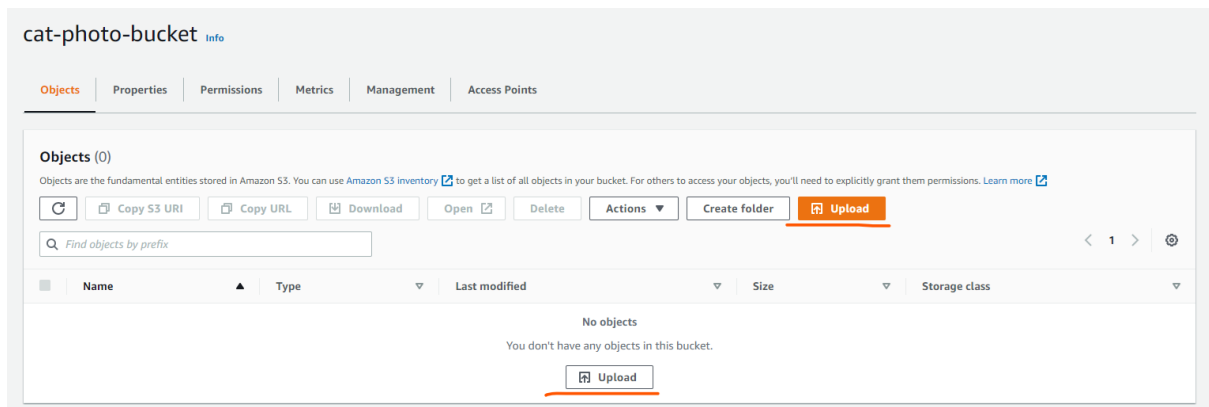 cat-photo-bucket Info
Objects Properties Permissions Metrics Management Access Points
Objects (0)
Objects are the fundamental entities stored in Amazon S3. You can use Amazon S3 inventory to get a list of all objects in your bucket. For others to access your objects, you'll need to explicitly grant them permissions. Learn more
Copy S3 URI Copy URL Download Open Delete Actions Create folder Upload
Find objects by prefix 1
Name Type Last modified Size Storage class
No objects
You don't have any objects in this bucket.
Upload